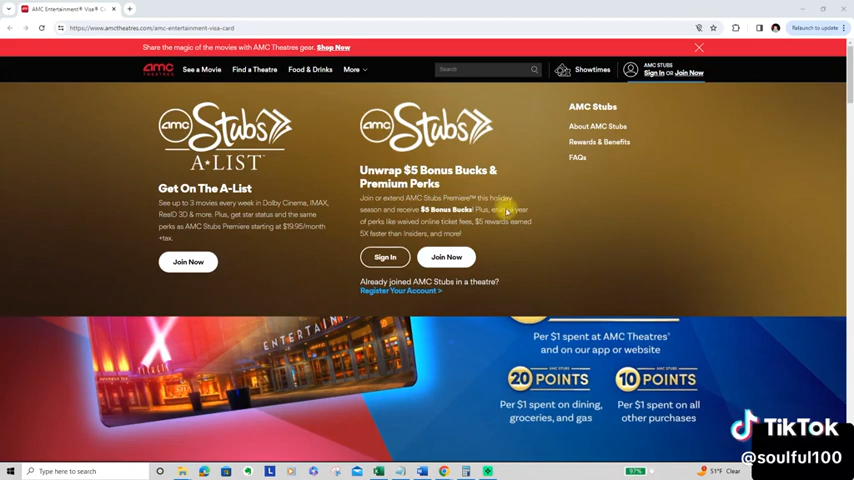 AMC Entertainment® Visa® C
https://www.amctheatres.com/amc-entertainment-visa-card
Relaunch to update
Share the magic of the movies with AMC Theatres gear. Shop Now
amc THEATRES
See a Movie
Find a Theatre
Food & Drinks
More
Search
Showtimes
AMC STUBS
Sign In OR Join Now
amc Stubs
A★LIST
Get On The A-List
See up to 3 movies every week in Dolby Cinema, IMAX,
RealD 3D & more. Plus, get star status and the same
perks as AMC Stubs Premiere starting at $19.95/month
+tax.
Join Now
amc Stubs
Unwrap $5 Bonus Bucks &
Premium Perks
Join or extend AMC Stubs Premiere™ this holiday
season and receive $5 Bonus Bucks! Plus, year
of perks like waived online ticket fees, $5 rewards earned
5X faster than Insiders, and more!
Sign In
Join Now
Already joined AMC Stubs in a theatre?
Register Your Account >
AMC Stubs
About AMC Stubs
Rewards & Benefits
FAQs
ENTERTAINM
Per $1 spent at AMC Theatres®
and on our app or website
AMC STUBS
20 POINTS
Per $1 spent on dining,
groceries, and gas
AMC STUBS
10 POINTS
Per $1 spent on all
other purchases
TikTok
@soulful100
Type here to search
97%
51°F Clear